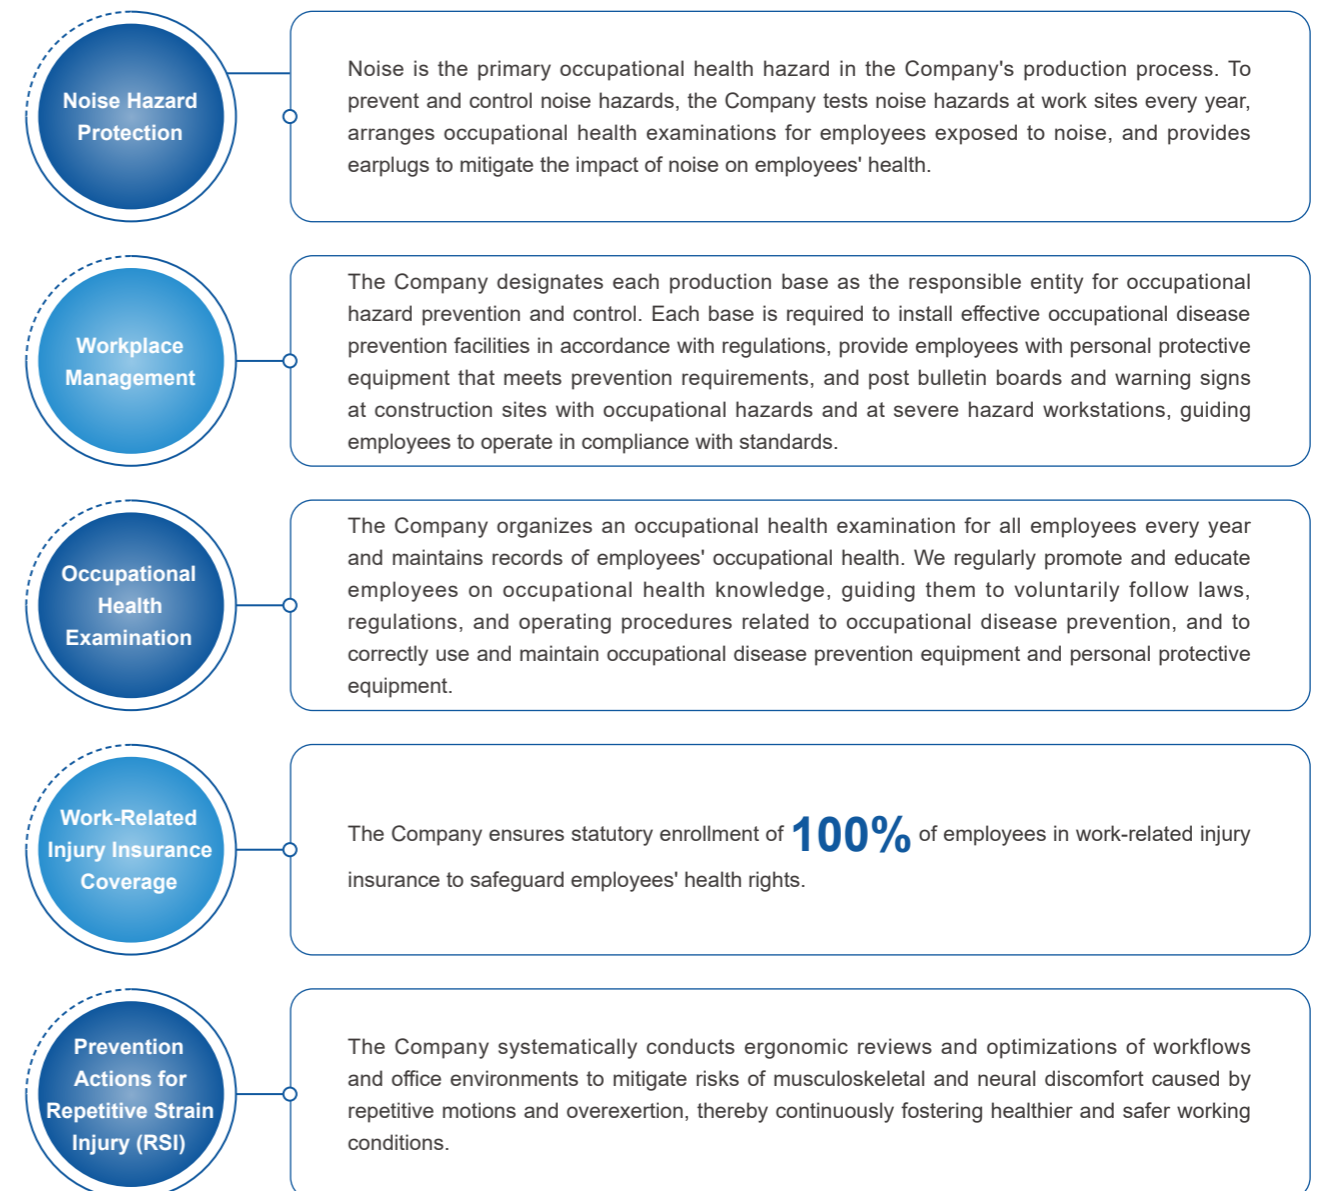 Noise Hazard
Protection
Noise is the primary occupational health hazard in the Company's production process. To
prevent and control noise hazards, the Company tests noise hazards at work sites every year,
arranges occupational health examinations for employees exposed to noise, and provides
earplugs to mitigate the impact of noise on employees' health.
Workplace
Management
The Company designates each production base as the responsible entity for occupational
hazard prevention and control. Each base is required to install effective occupational disease
prevention facilities in accordance with regulations, provide employees with personal protective
equipment that meets prevention requirements, and post bulletin boards and warning signs
at construction sites with occupational hazards and at severe hazard workstations, guiding
employees to operate in compliance with standards.
Occupational
Health
Examination
The Company organizes an occupational health examination for all employees every year
and maintains records of employees' occupational health. We regularly promote and educate
employees on occupational health knowledge, guiding them to voluntarily follow laws,
regulations, and operating procedures related to occupational disease prevention, and to
correctly use and maintain occupational disease prevention equipment and personal protective
equipment.
Work-Related
Injury Insurance
Coverage
The Company ensures statutory enrollment of 100% of employees in work-related injury
insurance to safeguard employees' health rights.
Prevention
Actions for
Repetitive Strain
Injury (RSI)
The Company systematically conducts ergonomic reviews and optimizations of workflows
and office environments to mitigate risks of musculoskeletal and neural discomfort caused by
repetitive motions and overexertion, thereby continuously fostering healthier and safer working
conditions.